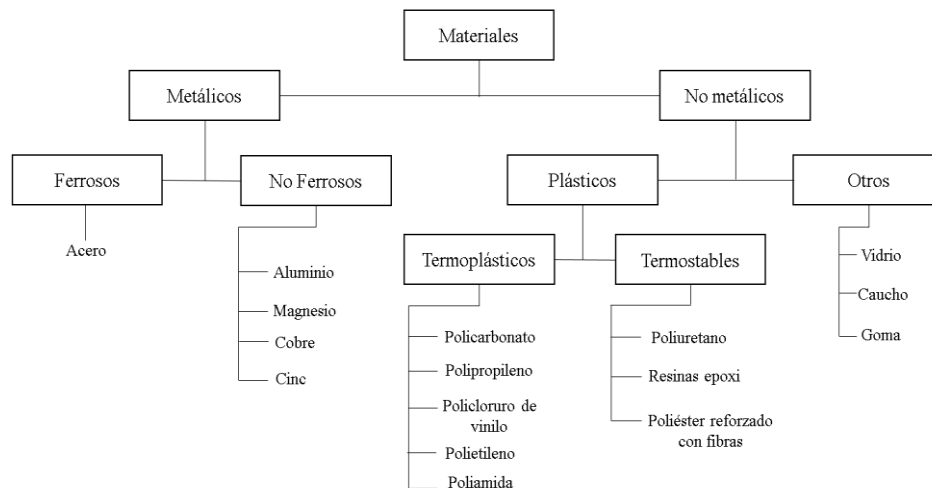 Materiales
Metálicos
No metálicos
Ferrosos
No Ferrosos
Plásticos
Otros
Acero
Aluminio
Magnesio
Cobre
Cinc
Termoplásticos
Termostables
Vidrio
Caucho
Goma
Policarbonato
Polipropileno
Policloruro de
vinilo
Polietileno
Poliamida
Poliuretano
Resinas epoxi
Poliéster reforzado
con fibras